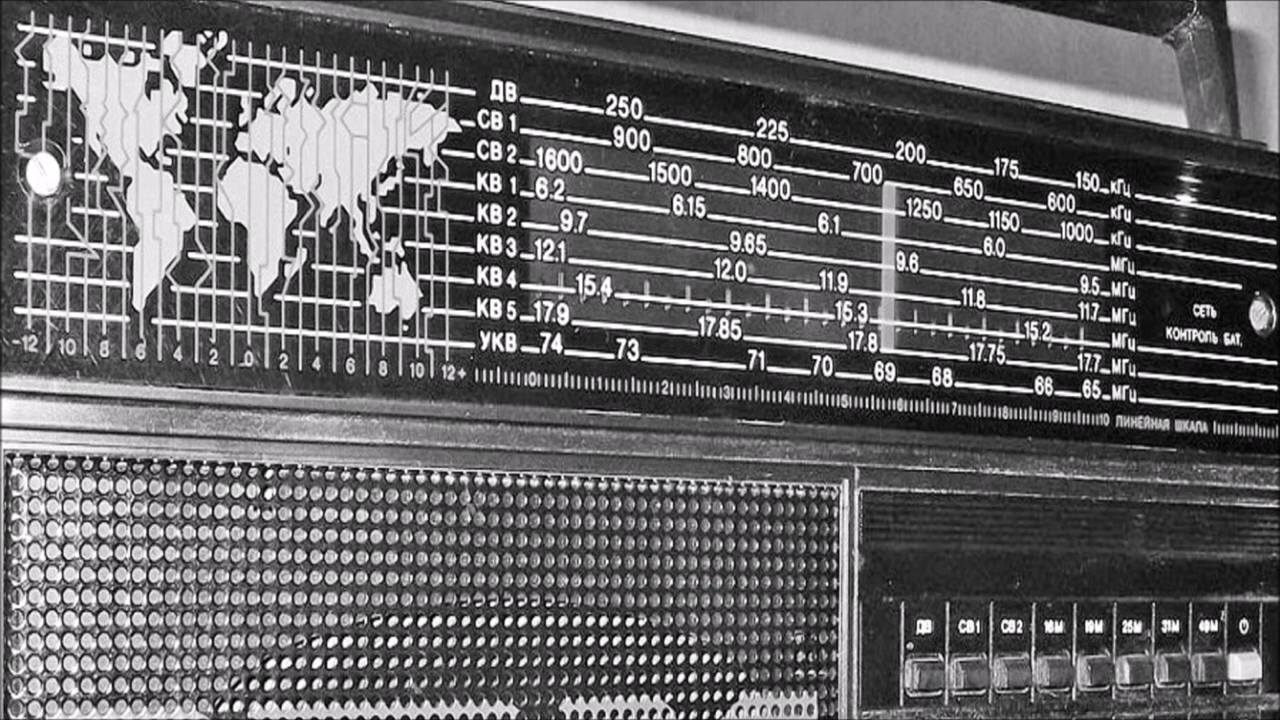 ДВ 250 225 200 175 150 кГц
СВ 1 900 800 700 650 600 кГц
СВ 2 1600 1500 1400 1250 1150 1000 кГц
КВ 1 6.2 6.15 6.1 6.0 МГц
КВ 2 9.7 9.65 9.6 9.5 МГц
КВ 3 12.1 12.0 11.9 11.8 11.7 МГц
КВ 4 15.4 15.3 15.2 МГц
КВ 5 17.9 17.85 17.8 17.75 17.7 МГц
УКВ 74 73 71 70 69 68 66 65 МГц
СЕТЬ
КОНТРОЛЬ БАТ.
-12 10 8 6 4 2 0 2 4 6 8 10 12+
0 1 2 3 4 5 6 7 8 9 10 ЛИНЕЙНАЯ ШКАЛА
ДВ СВ1 СВ2 16М 19М 25М 31М 49М